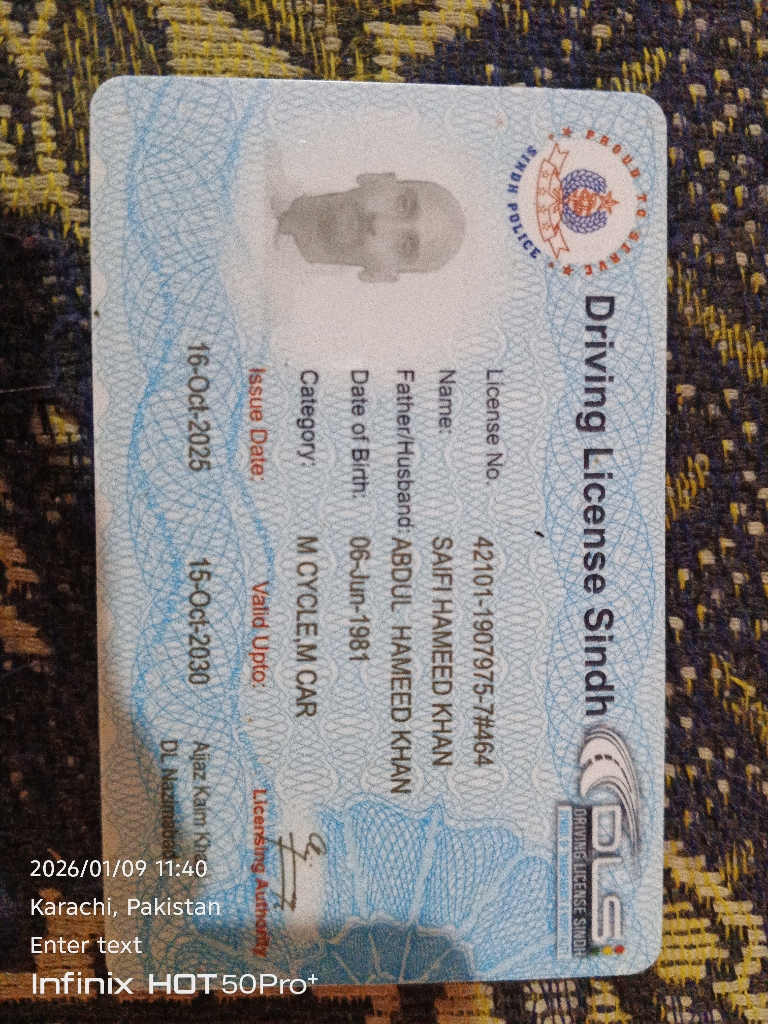 PROUD TO SERVE
SINDH POLICE
Driving License Sindh
DLS
DRIVING LICENSE SINDH
License No. 42101-1907975-7#464
Name: SAIFI HAMEED KHAN
Father/Husband: ABDUL HAMEED KHAN
Date of Birth: 06-Jun-1981
Category: M CYCLE,M CAR
Issue Date: Valid Upto: Licensing Authority
16-Oct-2025 15-Oct-2030
DL
2026/01/09 11:40
Karachi, Pakistan
Enter text
Infinix HOT 50Pro+